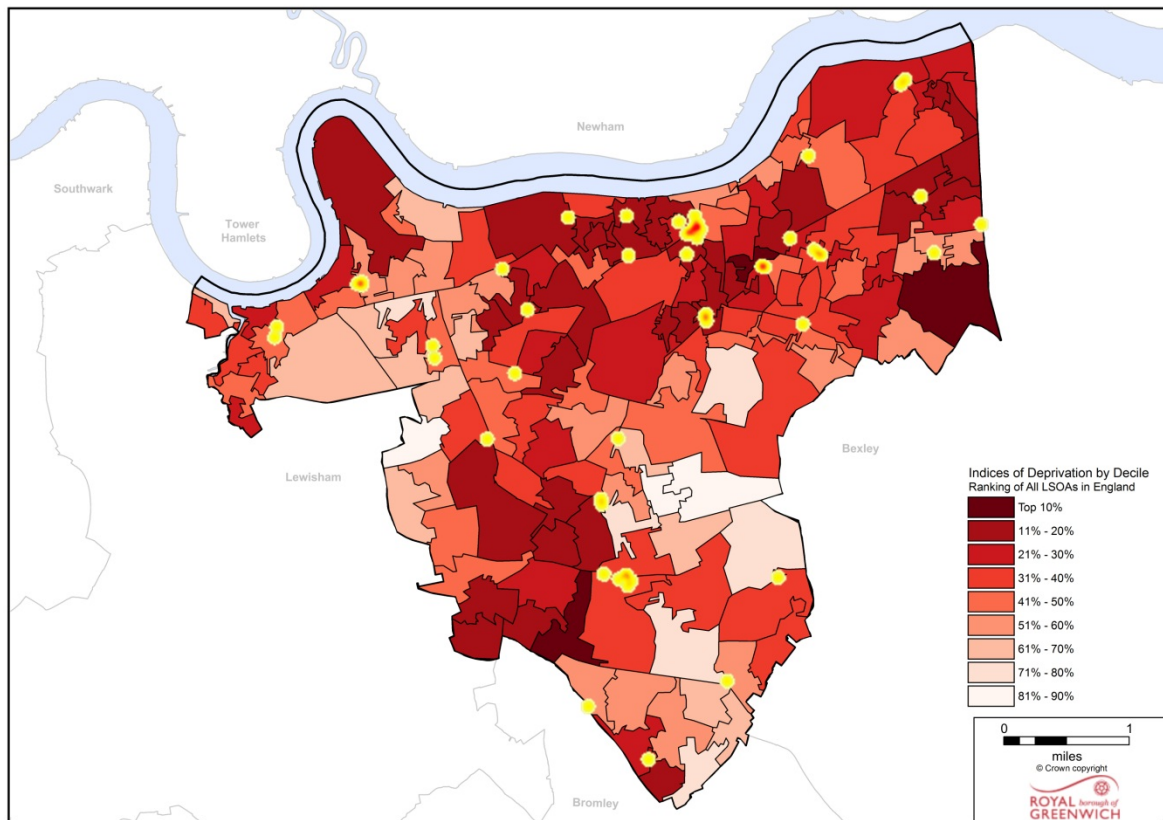 Newham
Southwark
Tower
Hamlets
Lewisham
Bexley
Bromley
Indices of Deprivation by Decile
Ranking of All LSOAs in England
Top 10%
11% - 20%
21% - 30%
31% - 40%
41% - 50%
51% - 60%
61% - 70%
71% - 80%
81% - 90%
0 1
miles
© Crown copyright
ROYAL borough of
GREENWICH